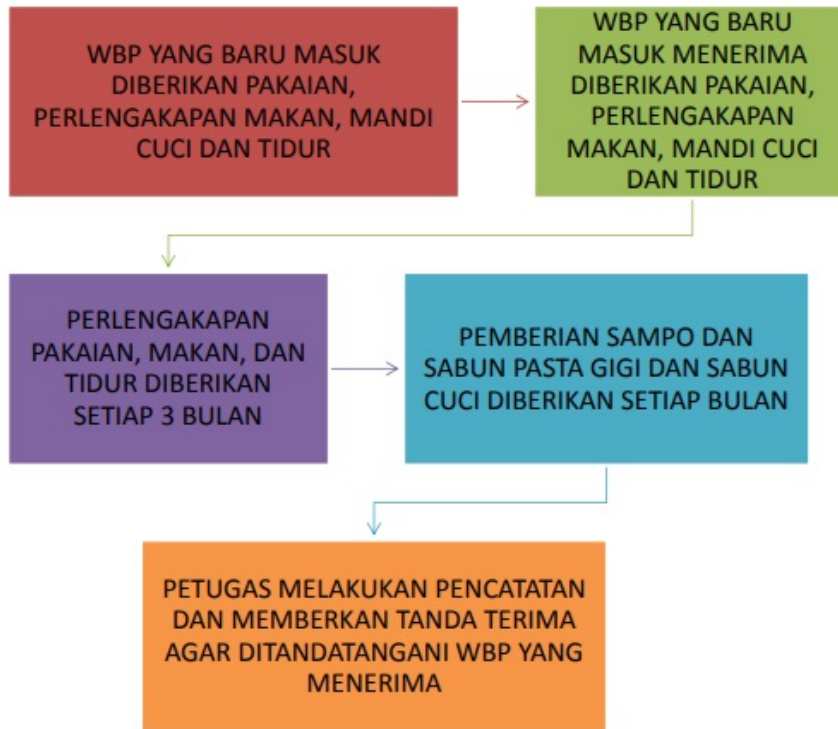 WBP YANG BARU MASUK
DIBERIKAN PAKAIAN,
PERLENGAKAPAN MAKAN, MANDI
CUCI DAN TIDUR
WBP YANG BARU
MASUK MENERIMA
DIBERIKAN PAKAIAN,
PERLENGAKAPAN
MAKAN, MANDI CUCI
DAN TIDUR
PERLENGAKAPAN
PAKAIAN, MAKAN, DAN
TIDUR DIBERIKAN
SETIAP 3 BULAN
PEMBERIAN SAMPO DAN
SABUN PASTA GIGI DAN SABUN
CUCI DIBERIKAN SETIAP BULAN
PETUGAS MELAKUKAN PENCATATAN
DAN MEMBERKAN TANDA TERIMA
AGAR DITANDATANGANI WBP YANG
MENERIMA